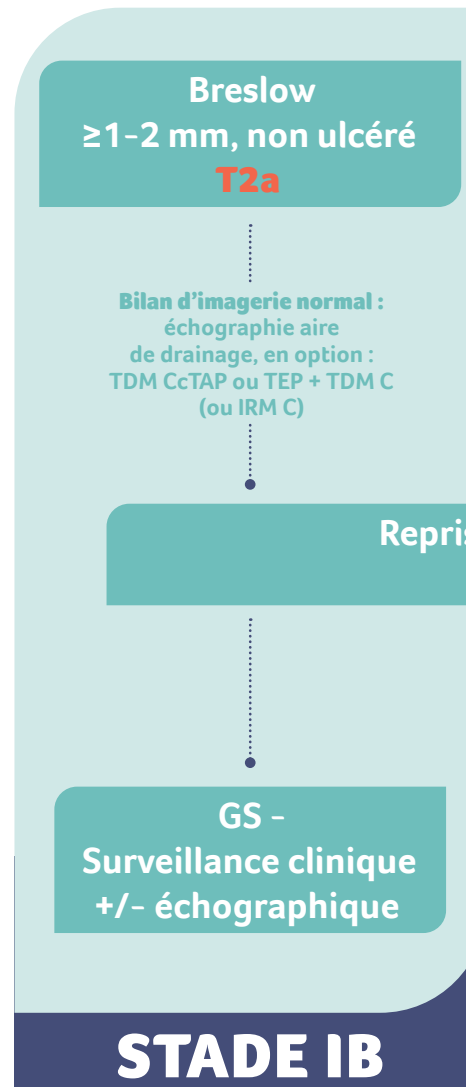 Breslow
≥1-2 mm, non ulcéré
T2a
Bilan d'imagerie normal :
échographie aire
de drainage, en option :
TDM CcTAP ou TEP + TDM C
(ou IRM C)
Repris
GS -
Surveillance clinique
+/- échographique
STADE IB